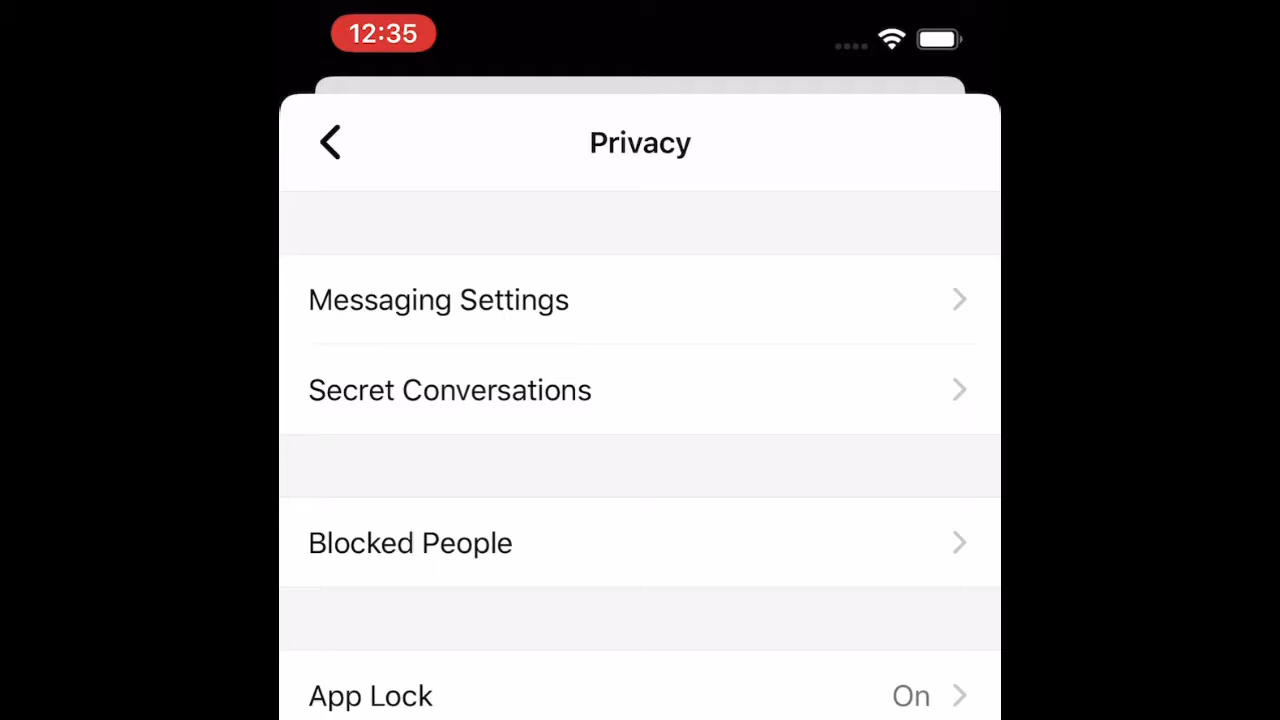 12:35
Privacy
Messaging Settings
Secret Conversations
Blocked People
App Lock On